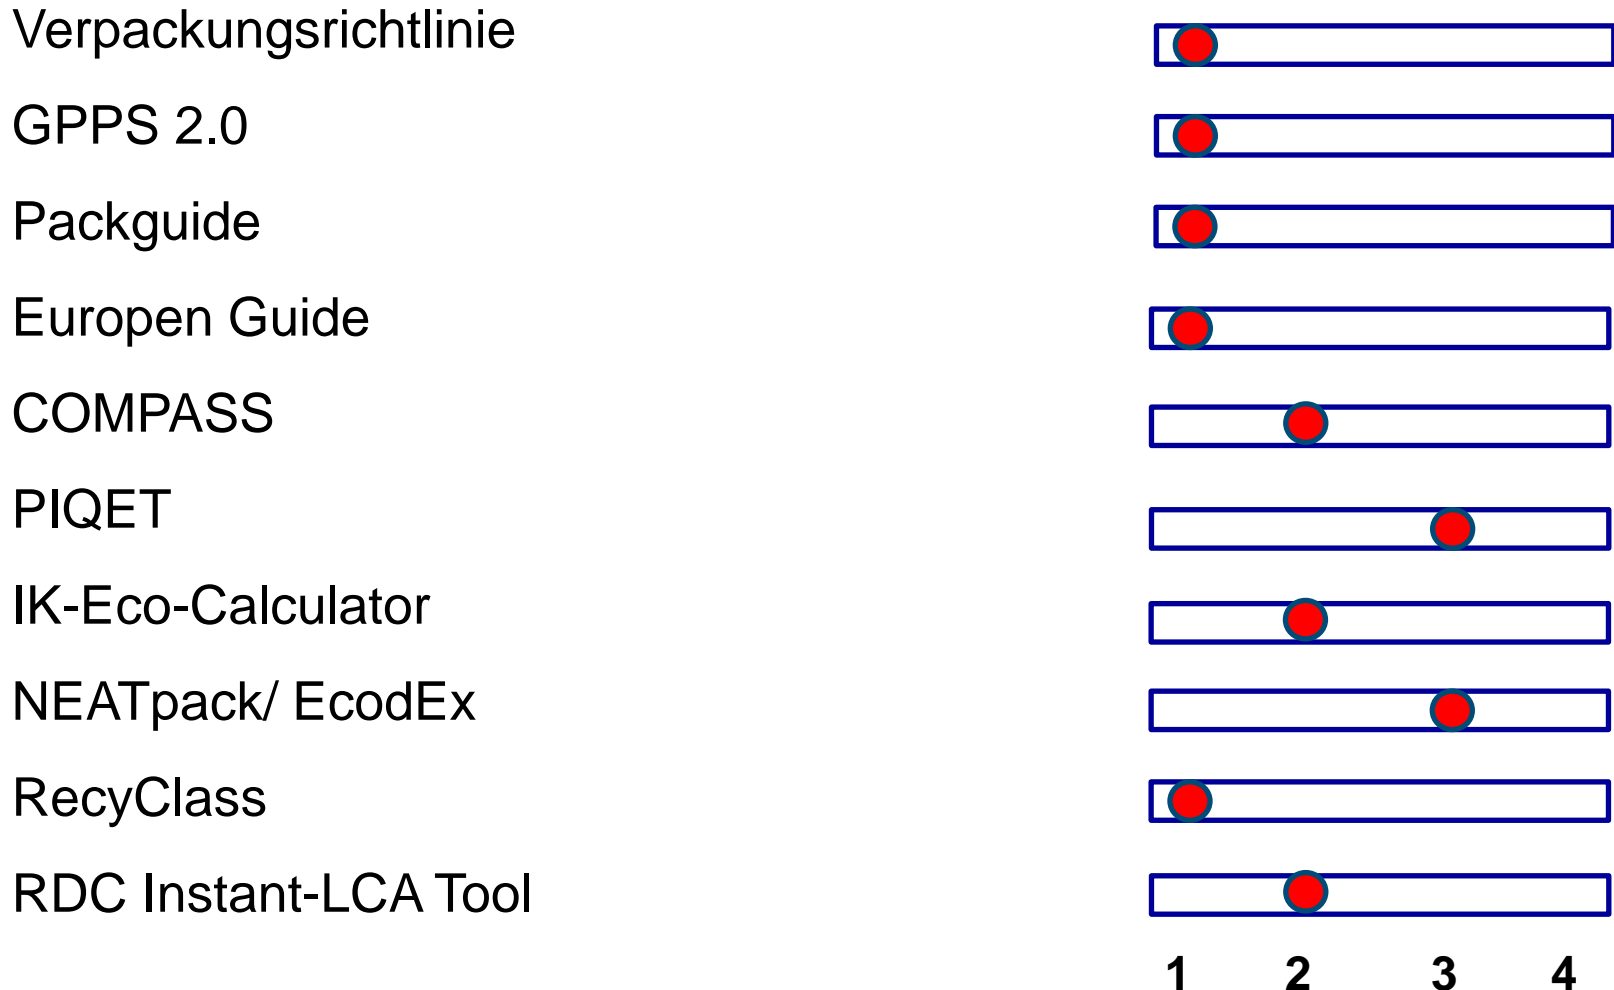 Verpackungsrichtlinie
GPPS 2.0
Packguide
Europen Guide
COMPASS
PIQET
IK-Eco-Calculator
NEATpack/ EcodEx
RecyClass
RDC Instant-LCA Tool
1 2 3 4